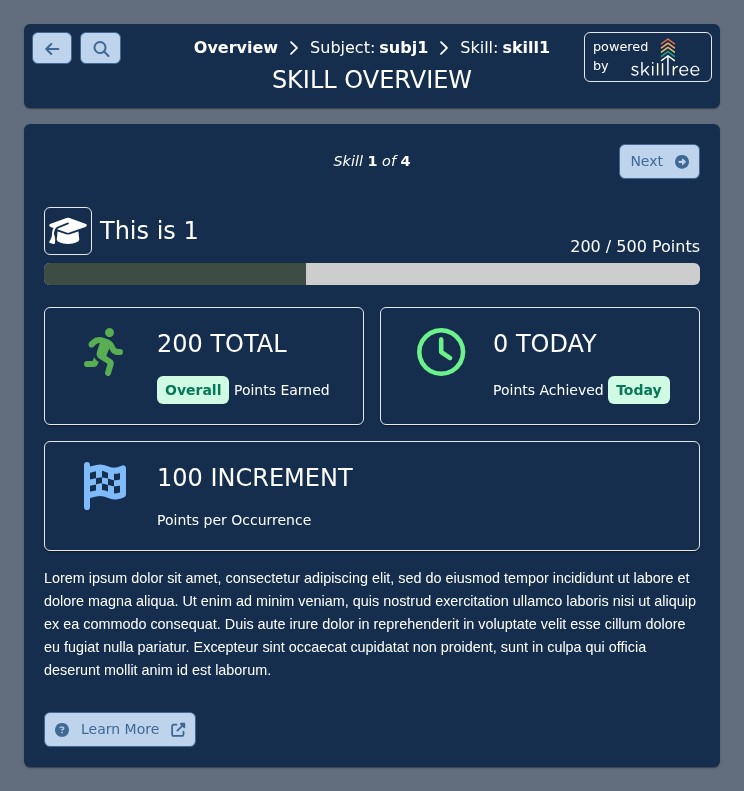 Overview > Subject: subj1 > Skill: skill1
SKILL OVERVIEW
powered by skilltree
Skill 1 of 4
Next
This is 1
200 / 500 Points
200 TOTAL
Overall Points Earned
0 TODAY
Points Achieved Today
100 INCREMENT
Points per Occurrence
Lorem ipsum dolor sit amet, consectetur adipiscing elit, sed do eiusmod tempor incididunt ut labore et
dolore magna aliqua. Ut enim ad minim veniam, quis nostrud exercitation ullamco laboris nisi ut aliquip
ex ea commodo consequat. Duis aute irure dolor in reprehenderit in voluptate velit esse cillum dolore
eu fugiat nulla pariatur. Excepteur sint occaecat cupidatat non proident, sunt in culpa qui officia
deserunt mollit anim id est laborum.
Learn More